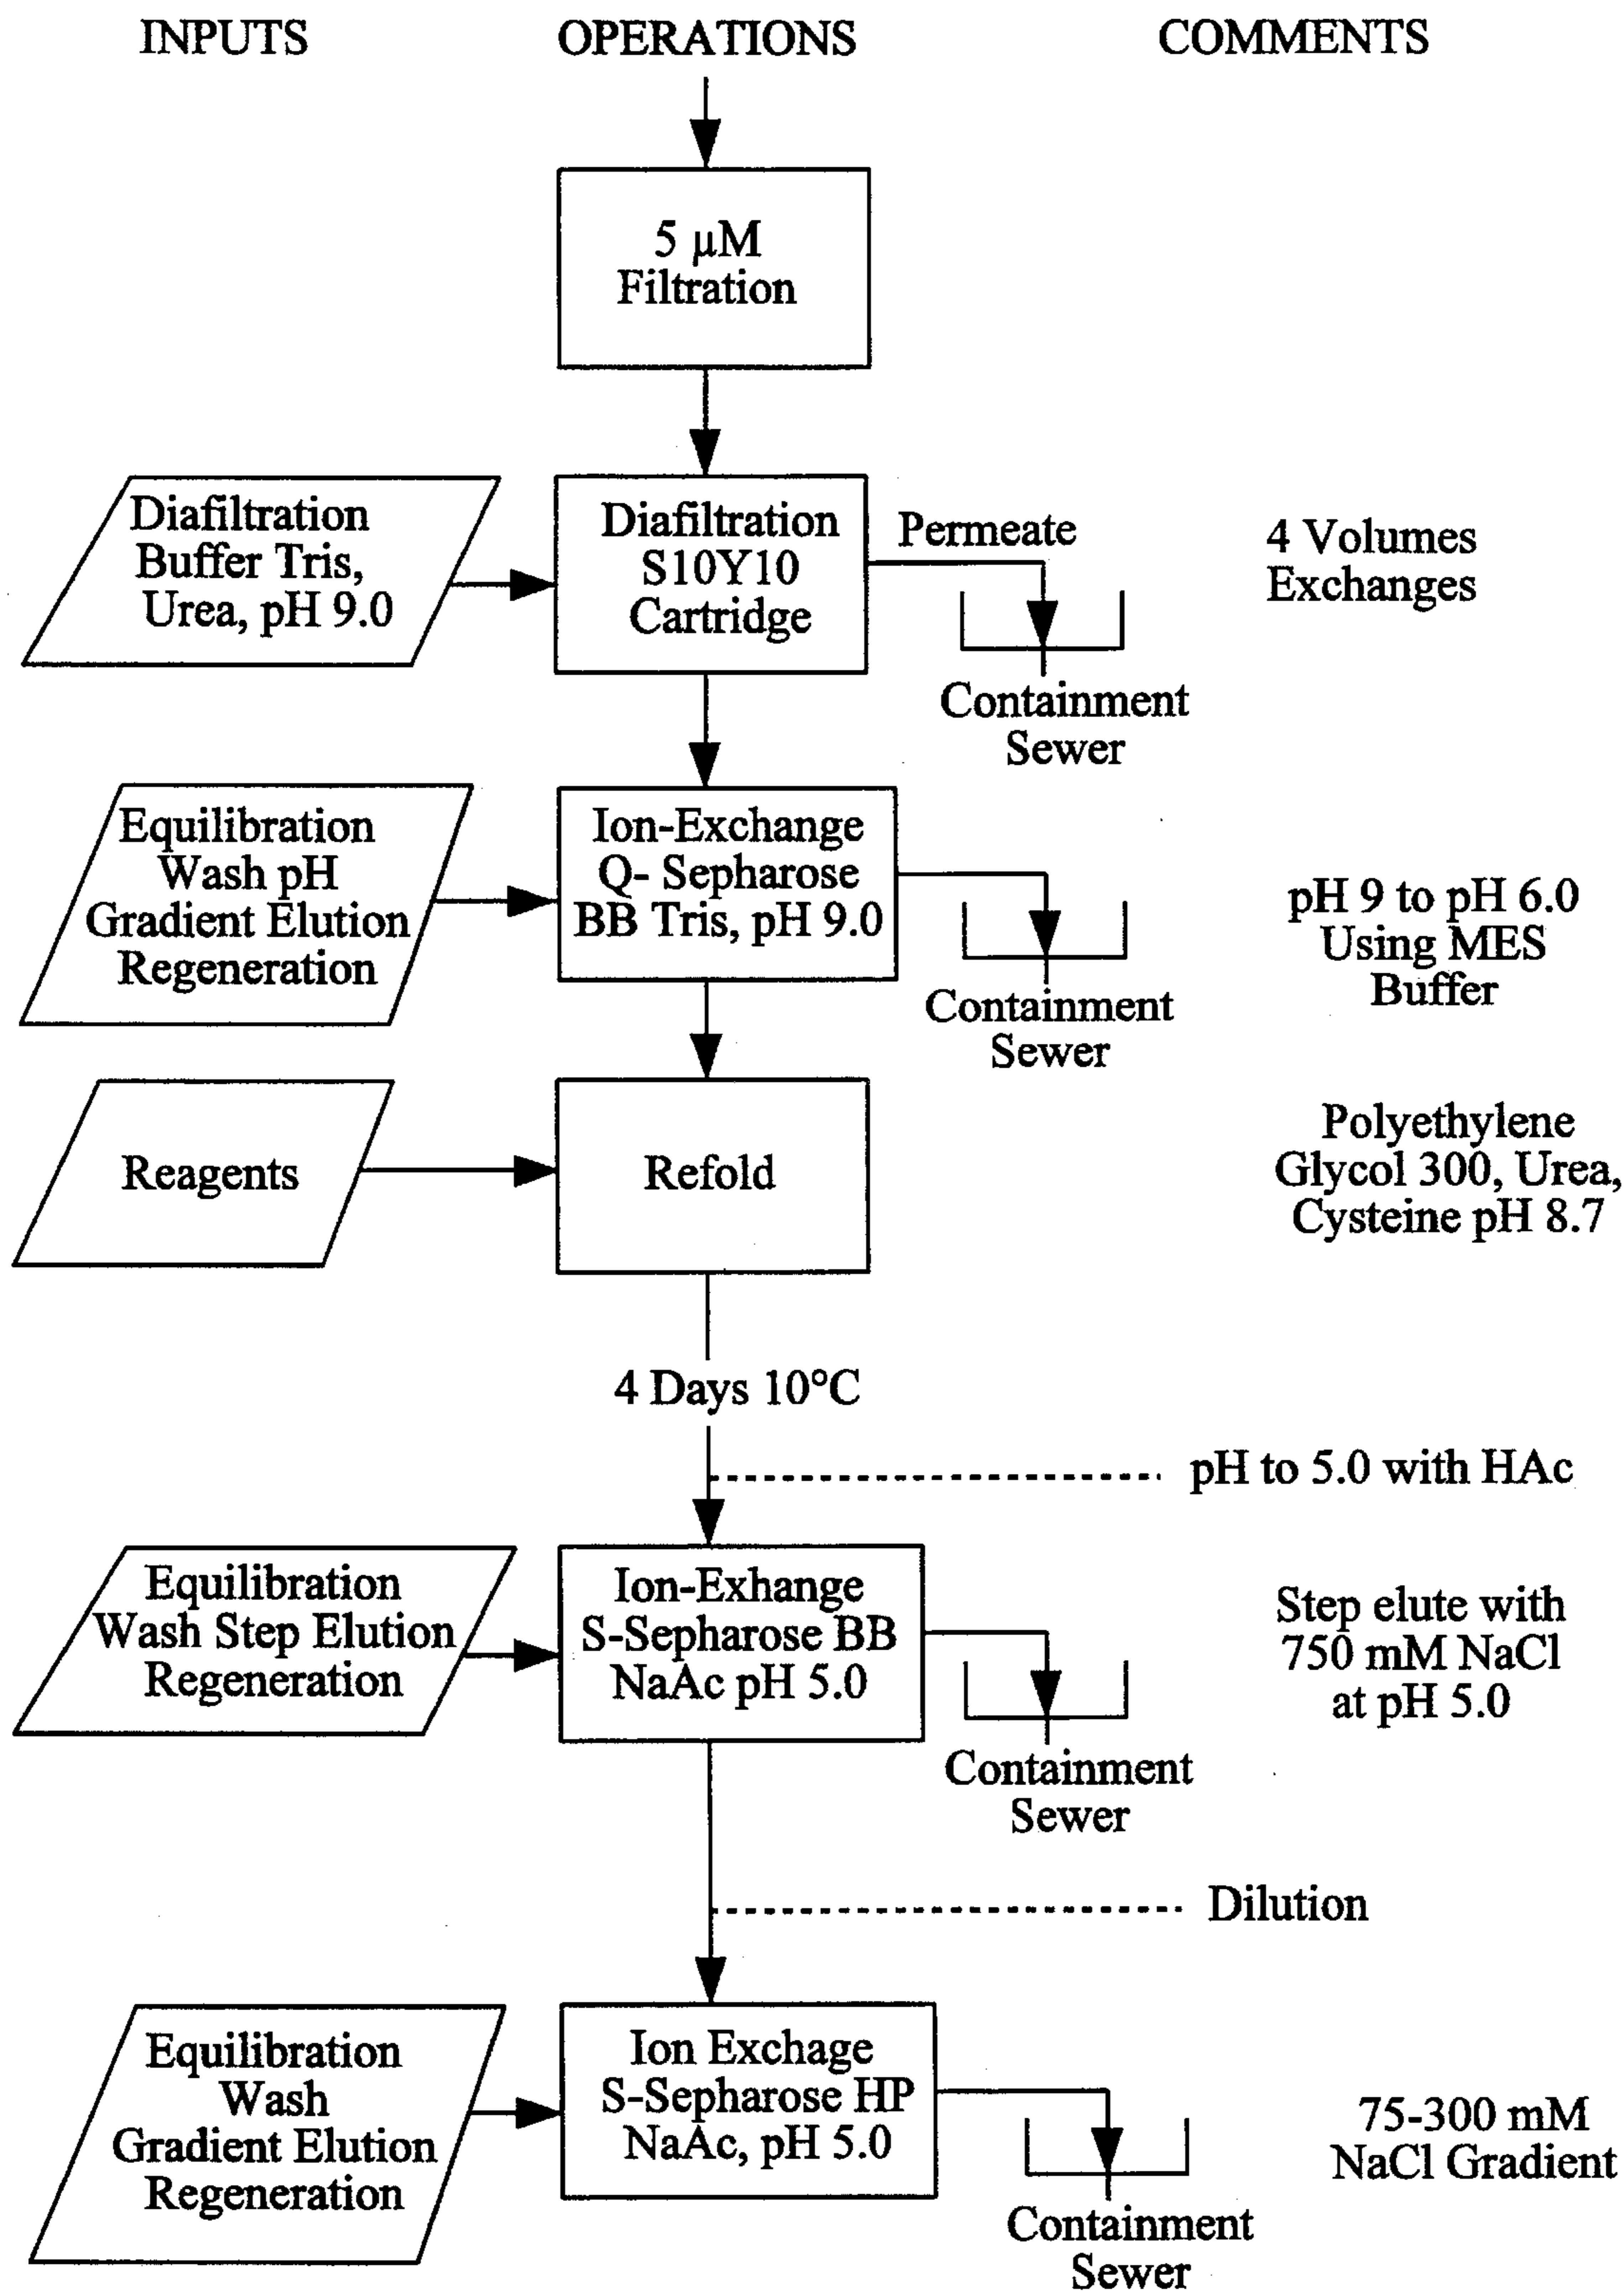 INPUTS
OPERATIONS
COMMENTS
5 µM
Filtration
Diafiltration
Buffer Tris,
Urea, pH 9.0
Diafiltration
S10Y10
Cartridge
Permeate
Containment
Sewer
4 Volumes
Exchanges
Equilibration
Wash pH
Gradient Elution
Regeneration
Ion-Exchange
Q- Sepharose
BB Tris, pH 9.0
Containment
Sewer
pH 9 to pH 6.0
Using MES
Buffer
Reagents
Refold
Polyethylene
Glycol 300, Urea,
Cysteine pH 8.7
4 Days 10°C
pH to 5.0 with HAc
Equilibration
Wash Step Elution
Regeneration
Ion-Exhange
S-Sepharose BB
NaAc pH 5.0
Containment
Sewer
Step elute with
750 mM NaCl
at pH 5.0
Dilution
Equilibration
Wash
Gradient Elution
Regeneration
Ion Exchage
S-Sepharose HP
NaAc, pH 5.0
Containment
Sewer
75-300 mM
NaCl Gradient